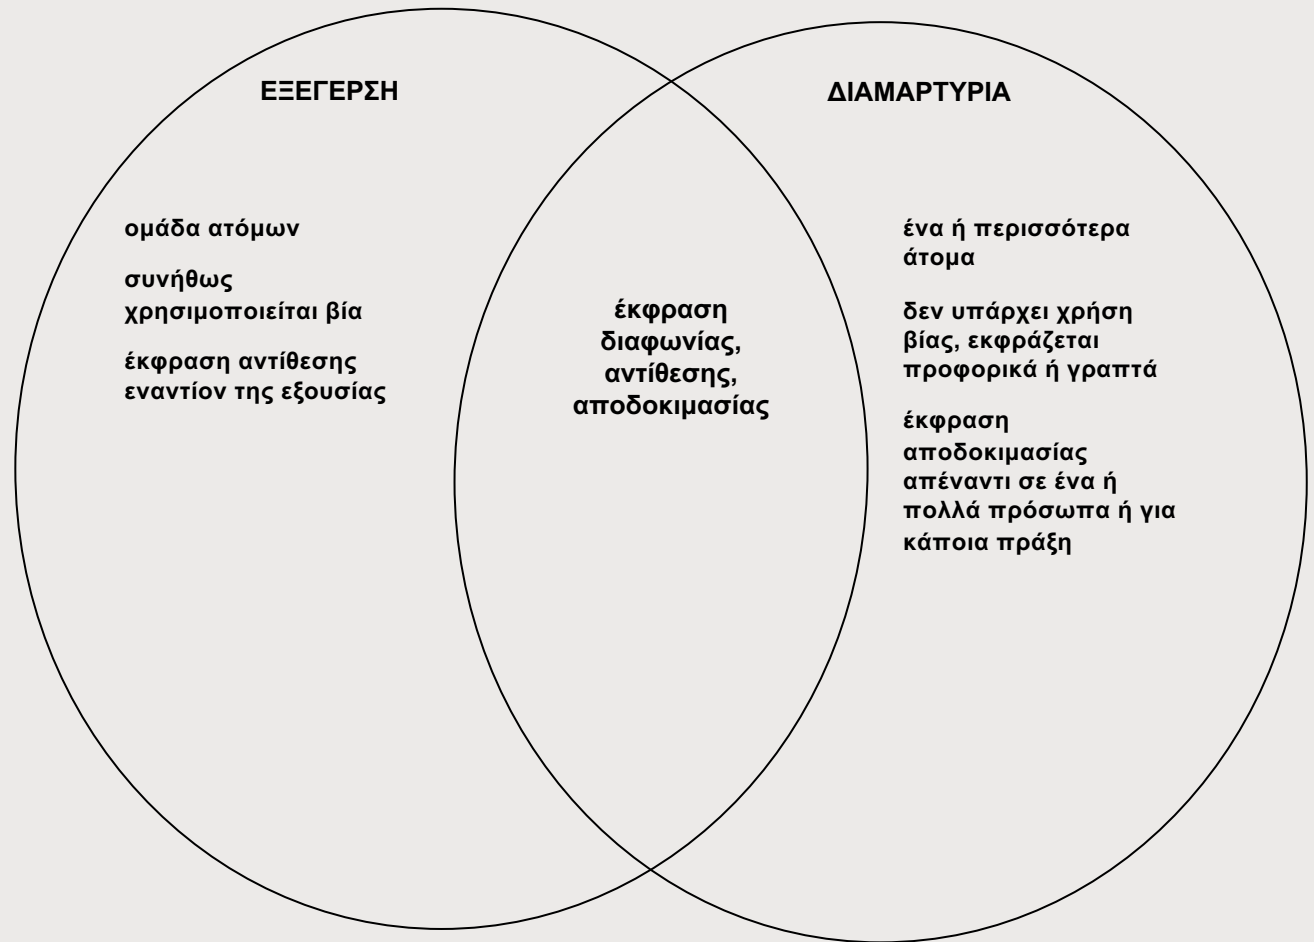 ΕΞΕΓΕΡΣΗ
ομάδα ατόμων
συνήθως
χρησιμοποιείται βία
έκφραση αντίθεσης
εναντίον της εξουσίας
έκφραση
διαφωνίας,
αντίθεσης,
αποδοκιμασίας
ΔΙΑΜΑΡΤΥΡΙΑ
ένα ή περισσότερα
άτομα
δεν υπάρχει χρήση
βίας, εκφράζεται
προφορικά ή γραπτά
έκφραση
αποδοκιμασίας
απέναντι σε ένα ή
πολλά πρόσωπα ή για
κάποια πράξη